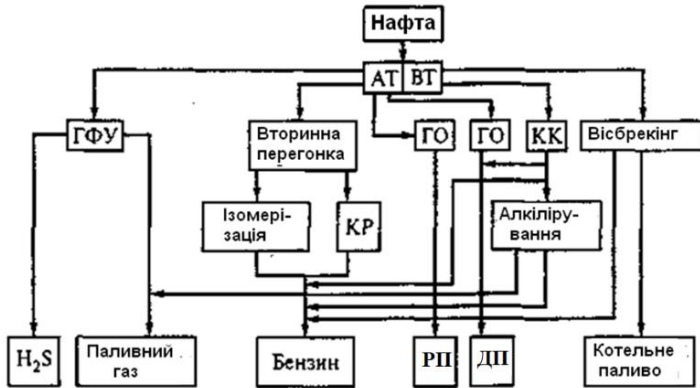 Нафта
АТ ВТ
ГФУ
Вторинна
перегонка
ГО
ГО
КК
Вісбрекінг
Ізомері-
зація
КР
Алкіліру-
вання
H₂S
Паливний
газ
Бензин
РП
ДП
Котельне
паливо